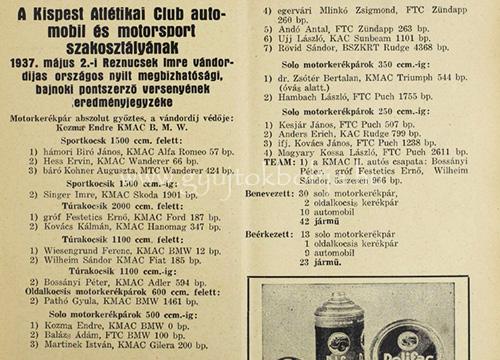 A Kispest Atlétikai Club auto-
mobil és motorsport
szakosztályának
1937. május 2.-i Reznucsek Imre vándor-
díjas országos nyilt megbizhatósági,
bajnoki pontszerző versenyének
eredményjegyzéke
Motorkerékpár abszolut győztes, a vándordíj védője:
Kozma Endre KMAC B. M. W.
Sportkocsik 1500 ccm. felett:
1) hámori Biró János, KMAC Alfa Romeo 57 bp.
2) Hess Ervin, KMAC Wanderer 66 bp.
3) báró Kohner Augusztus, MTC Wanderer 424 bp.
Sportkocsik 1500 ccm.-ig:
2) Singer Imre, KMAC Skoda 1901 bp.
Túrakocsik 2000 ccm. felett:
1) gróf Festetics Ernő, KMAC Ford 187 bp.
2) Kovács Kálmán, KMAC Hanomag 347 bp.
Túrakocsik 1100 ccm. felett:
1) Wiesengrund Ferenc, KMAC BMW 12 bp.
2) Wilheim Sándor KMAC Fiat 185 bp.
Túrakocsik 1100 ccm.-ig:
2) Bossányi Péter, KMAC Adler 594 bp.
Oldalkocsis motorkerékpárok 600 cm. felett:
2) Pathó Gyula, KMAC BMW 1461 bp.
Solo motorkerékpárok 500 ccm.-ig:
1) Kozma Endre, KMAC BMW 0 bp.
2) Balázs Ádám, FTC BMW 100 bp.
3) Martinek István, KMAC Gilera 200 bp.
4) egervári Mlinkó Zsigmond, FTC Zündapp
260 bp.
5) Andó Antal, FTC Zündapp 263 bp.
6) Ujj László, KAC Sunbeam 1101 bp.
7) Rövid Sándor, BSZKRT Rudge 4368 bp.
Solo motorkerékpárok 350 ccm.-ig:
1) dr. Zsótér Bertalan, KMAC Triumph 544 bp.
(óvás alatt.)
2) Hambach László, FTC Puch 1755 bp.
Solo motorkerékpárok 250 ccm.-ig:
1) Kesjár János, FTC Puch 507 bp.
2) Anders Erich, KAC Rudge 799 bp.
3) ifj. Kovács János, FTC Puch 1238 bp.
4) Magyary Kossa László, FTC Puch 2611 bp.
TEAM: 1) a KMAC II. autós csapata: Bossányi
Péter, gróf Festetics Ernő, Wilheim
Sándor, összesen 966 bp.
Benevezett: 30 solo motorkerékpár,
2 oldalkocsis kerékpár
10 automobil
42 jármű
Beérkezett: 13 solo motorkerékpár
1 oldalkocsis kerékpár
9 automobil
23 jármű.